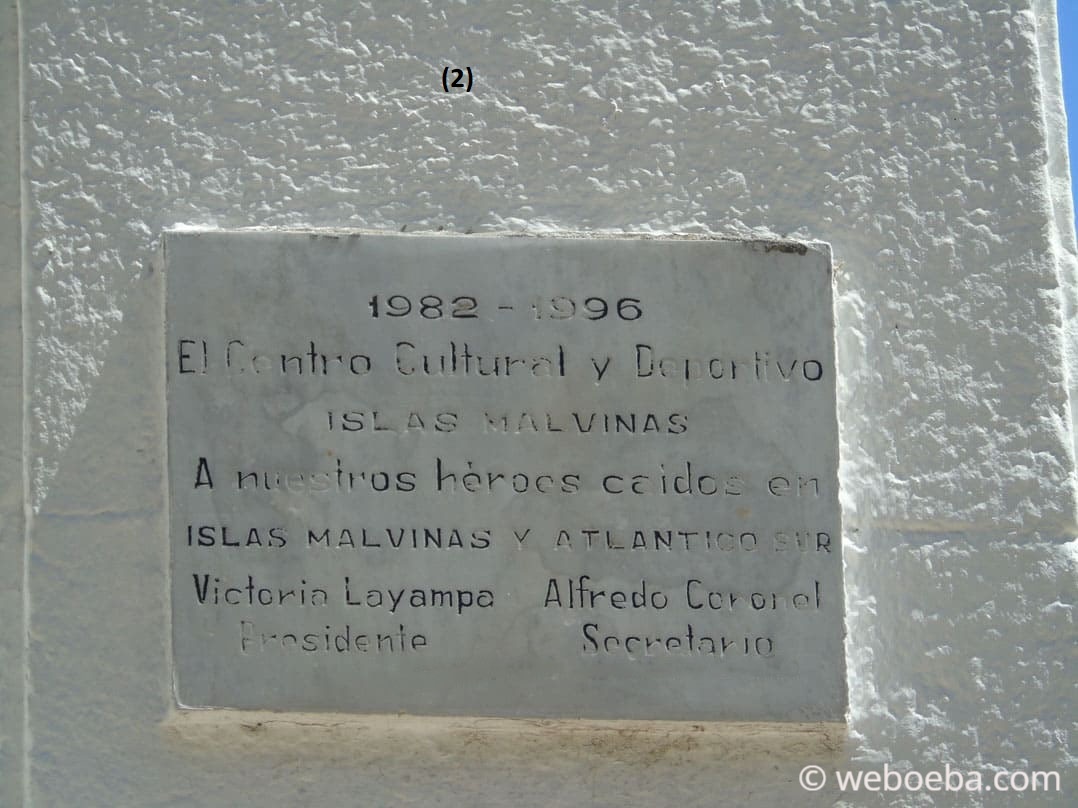 (2)
1982 - 1996
El Centro Cultural y Deportivo
ISLAS MALVINAS
A nuestros héroes caidos en
ISLAS MALVINAS Y ATLANTICO SUR
Victoria Layampa Alfredo Coronel
Presidente Secretario
© weboeba.com